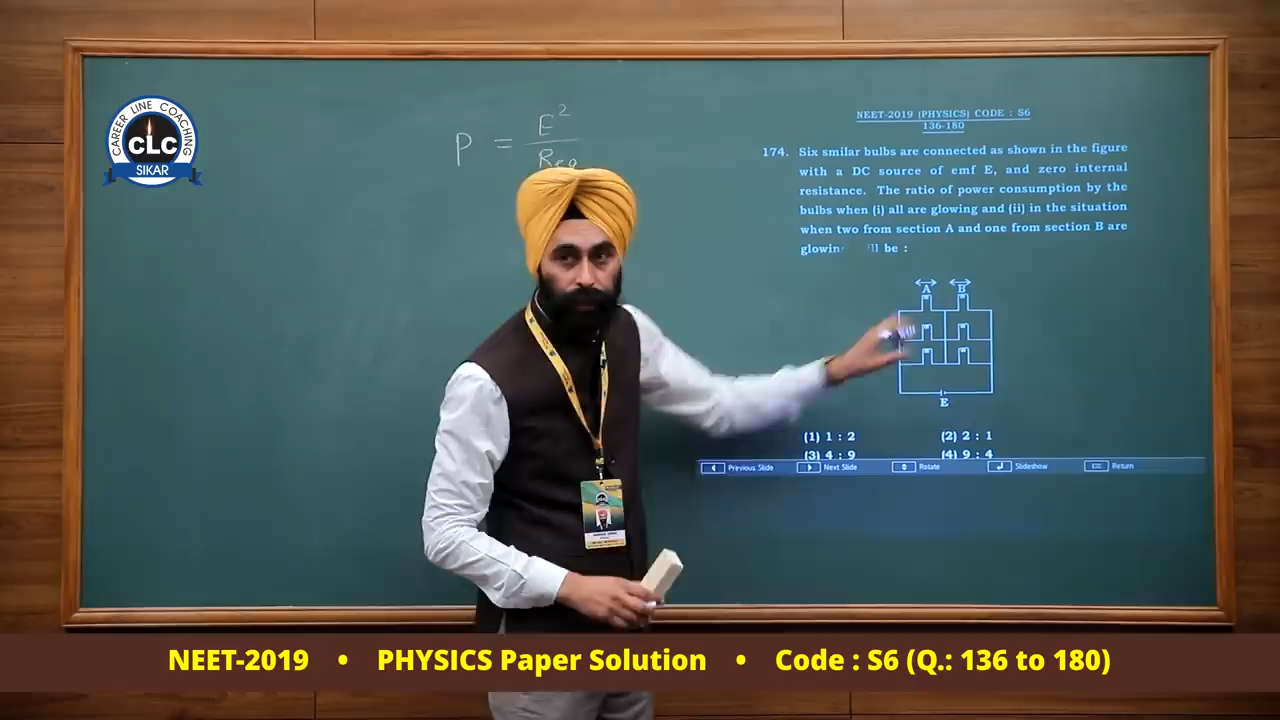 CAREER LINE COACHING
CLC
SIKAR
P = E²
Req
NEET-2019 (PHYSICS) CODE : S6
136-180
174. Six smilar bulbs are connected as shown in the figure
with a DC source of emf E, and zero internal
resistance. The ratio of power consumption by the
bulbs when (i) all are glowing and (ii) in the situation
when two from section A and one from section B are
be :
A B
E
(1) 1 : 2 (2) 2 : 1
(3) 4 : 9 (4) 9 : 4
Previous Slide Next Slide Rotate Slideshow Return
NEET-2019 • PHYSICS Paper Solution • Code : S6 (Q.: 136 to 180)